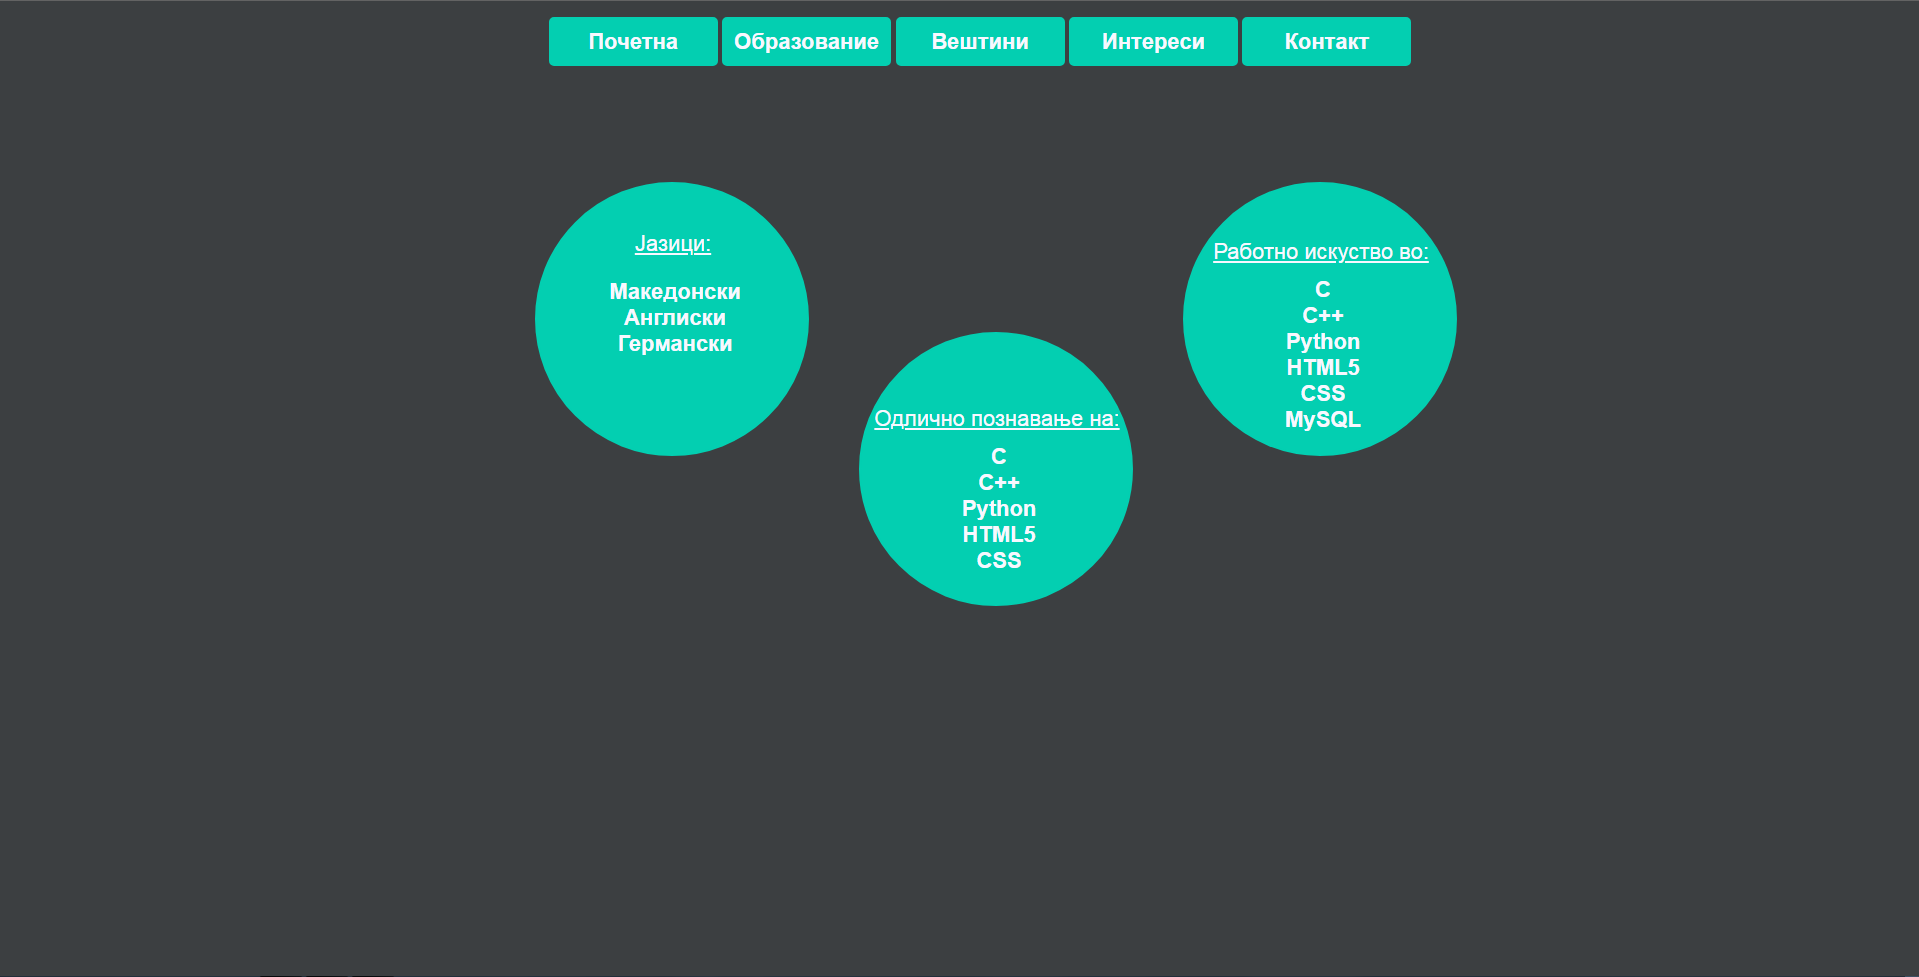 Почетна
Образование
Вештини
Интереси
Контакт
Јазици:
Македонски
Англиски
Германски
Одлично познавање на:
C
C++
Python
HTML5
CSS
Работно искуство во:
C
C++
Python
HTML5
CSS
MySQL